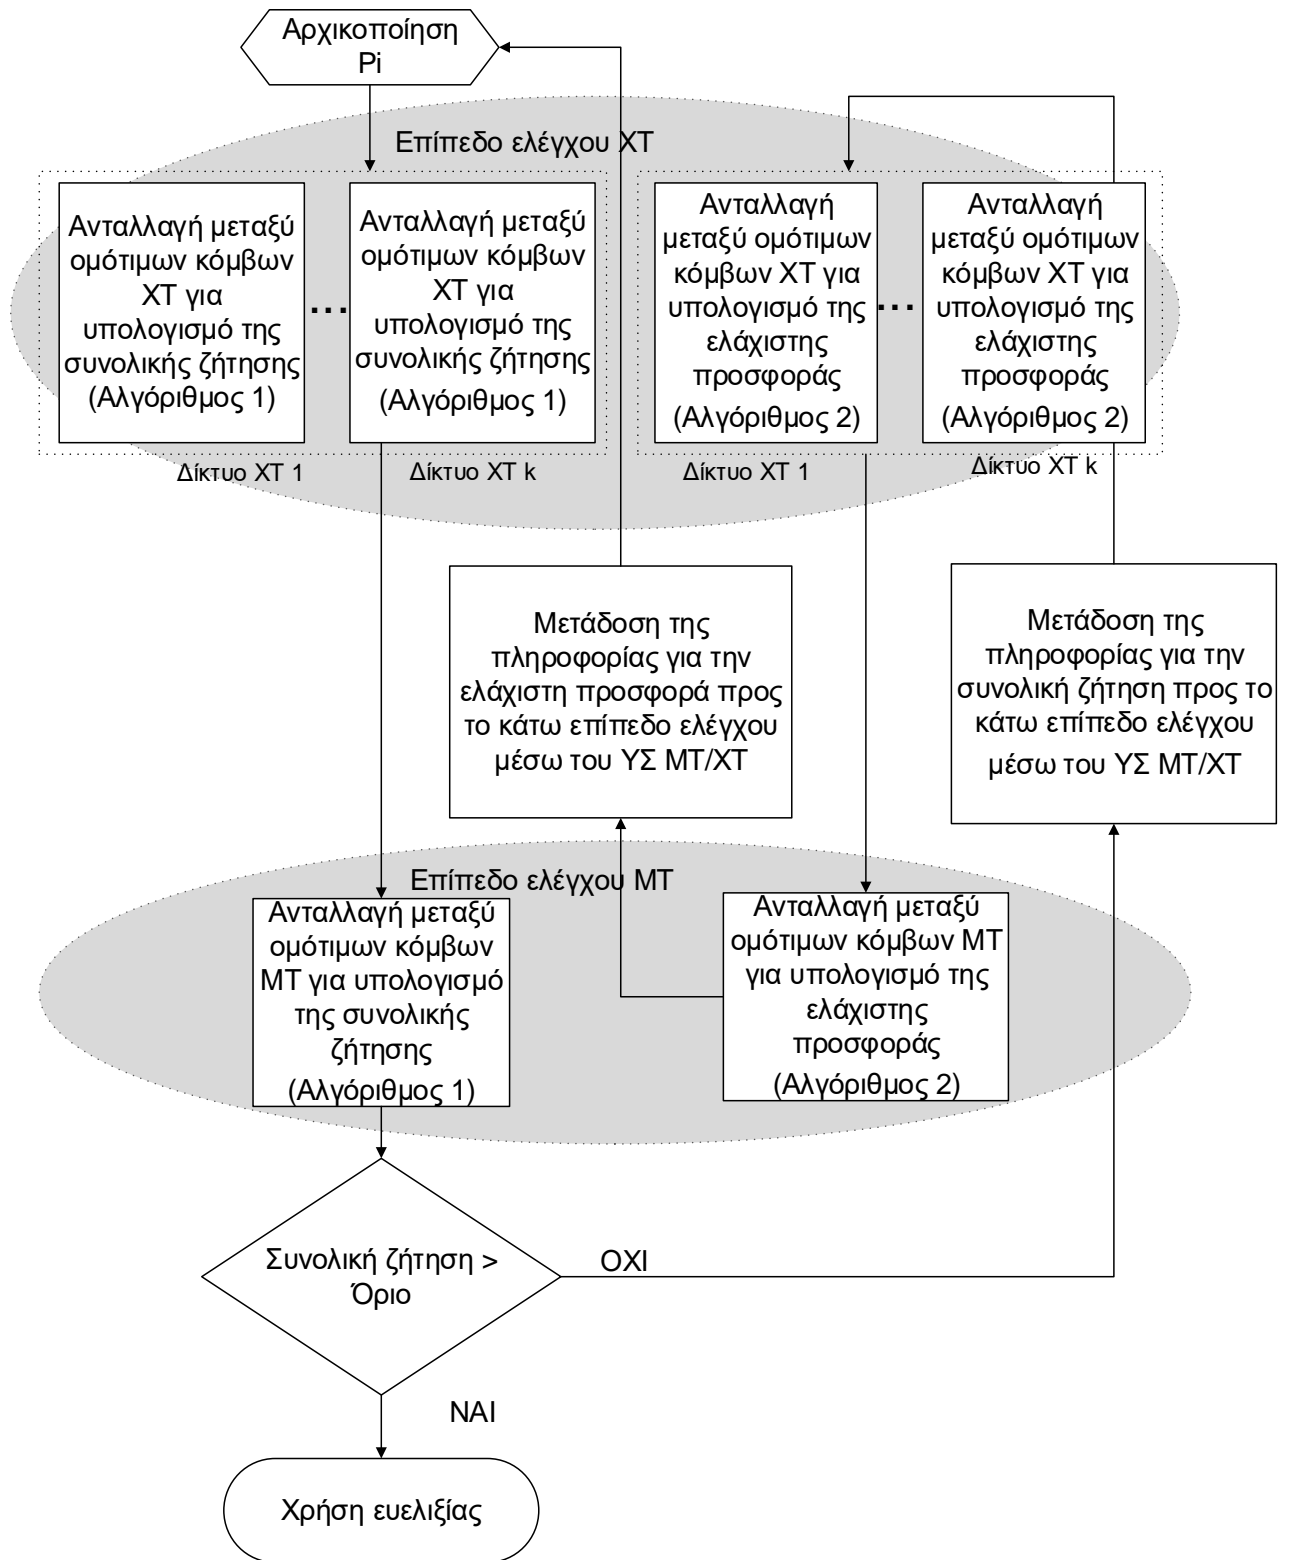 Αρχικοποίηση
Pi
Επίπεδο ελέγχου ΧΤ
Ανταλλαγή μεταξύ
ομότιμων κόμβων
ΧΤ για
υπολογισμό της
συνολικής ζήτησης
(Αλγόριθμος 1)
...
Ανταλλαγή μεταξύ
ομότιμων κόμβων
ΧΤ για
υπολογισμό της
συνολικής ζήτησης
(Αλγόριθμος 1)
Ανταλλαγή
μεταξύ ομότιμων
κόμβων ΧΤ για
υπολογισμό της
ελάχιστης
προσφοράς
(Αλγόριθμος 2)
...
Ανταλλαγή
μεταξύ ομότιμων
κόμβων ΧΤ για
υπολογισμό της
ελάχιστης
προσφοράς
(Αλγόριθμος 2)
Δίκτυο ΧΤ 1
Δίκτυο ΧΤ k
Δίκτυο ΧΤ 1
Δίκτυο ΧΤ k
Μετάδοση της
πληροφορίας για την
ελάχιστη προσφορά προς
το κάτω επίπεδο ελέγχου
μέσω του ΥΣ ΜΤ/ΧΤ
Μετάδοση της
πληροφορίας για την
συνολική ζήτηση προς το
κάτω επίπεδο ελέγχου
μέσω του ΥΣ ΜΤ/ΧΤ
Επίπεδο ελέγχου ΜΤ
Ανταλλαγή μεταξύ
ομότιμων κόμβων
ΜΤ για υπολογισμό
της συνολικής
ζήτησης
(Αλγόριθμος 1)
Ανταλλαγή μεταξύ
ομότιμων κόμβων ΜΤ
για υπολογισμό της
ελάχιστης
προσφοράς
(Αλγόριθμος 2)
Συνολική ζήτηση >
Όριο
ΟΧΙ
ΝΑΙ
Χρήση ευελιξίας